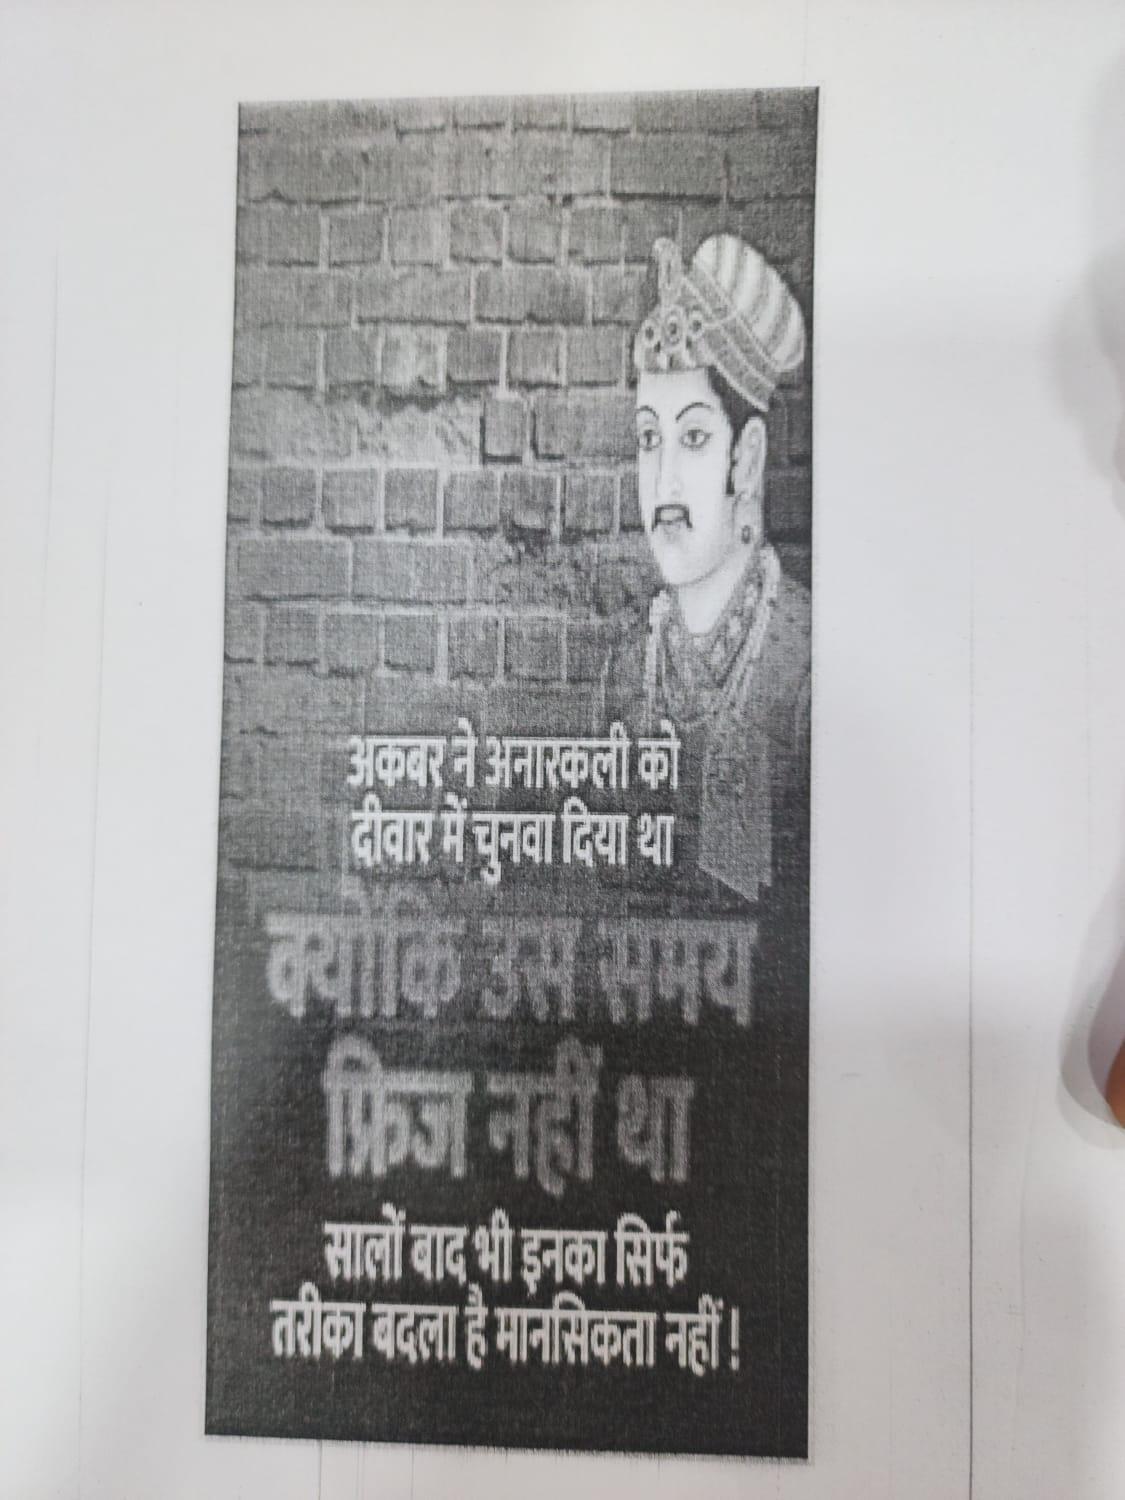 अकबर ने अनारकली को
दीवार में चुनवा दिया था
क्योंकि उस समय
फ्रिज नहीं था
सालों बाद भी इनका सिर्फ
तरीका बदला है मानसिकता नहीं !